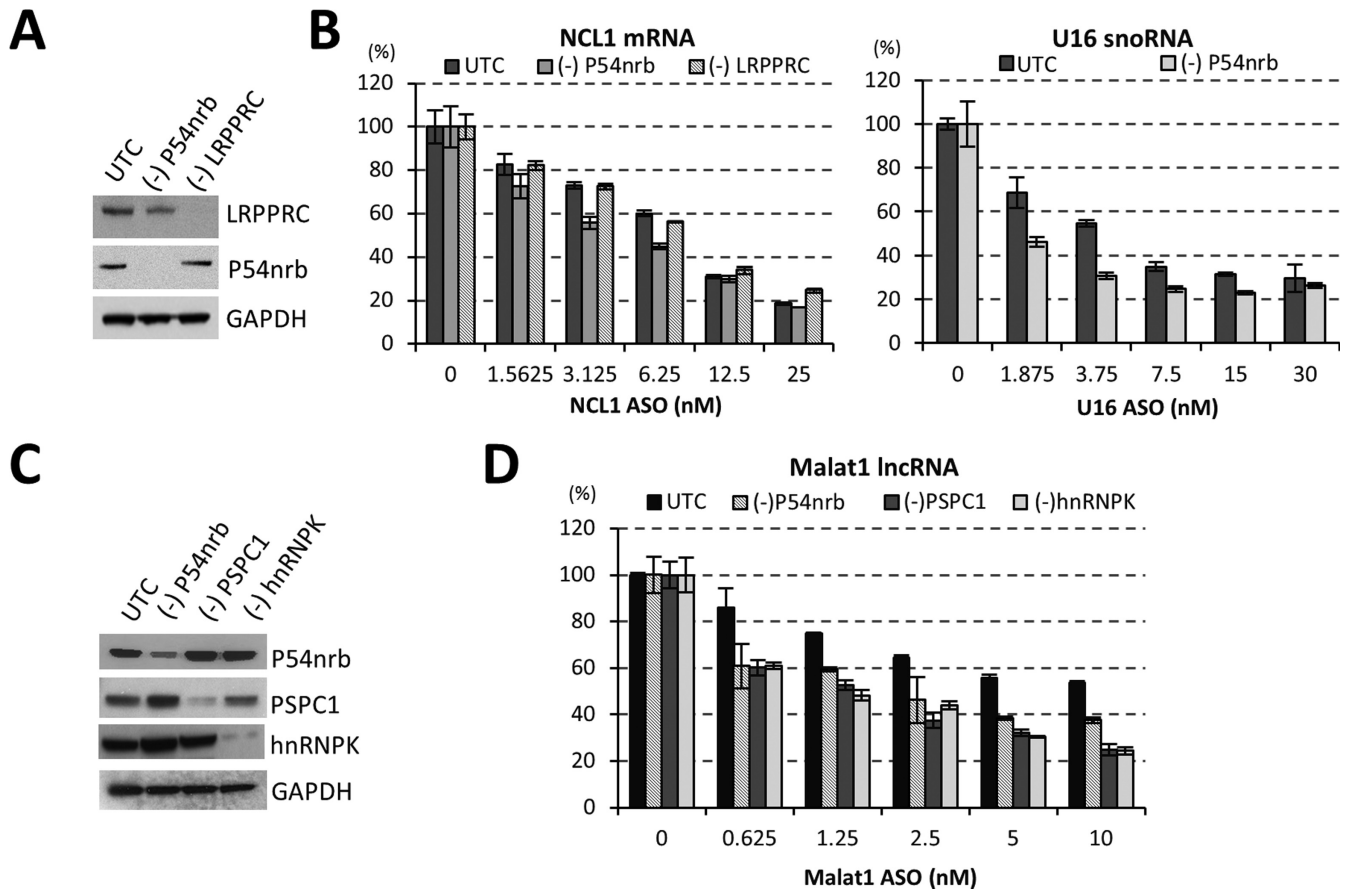 A
UTC
(-) P54nrb
(-) LRPPRC
LRPPRC
P54nrb
GAPDH
B
NCL1 mRNA
(%)
UTC
(-) P54nrb
(-) LRPPRC
120
100
80
60
40
20
0
0 1.5625 3.125 6.25 12.5 25
NCL1 ASO (nM)
U16 snoRNA
(%)
UTC
(-) P54nrb
120
100
80
60
40
20
0
0 1.875 3.75 7.5 15 30
U16 ASO (nM)
C
UTC
(-) P54nrb
(-) PSPC1
(-) hnRNPK
P54nrb
PSPC1
hnRNPK
GAPDH
D
Malat1 lncRNA
(%)
UTC
(-)P54nrb
(-)PSPC1
(-)hnRNPK
120
100
80
60
40
20
0
0 0.625 1.25 2.5 5 10
Malat1 ASO (nM)